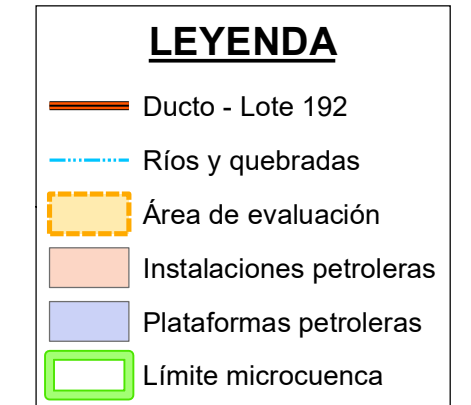 LEYENDA
Ducto - Lote 192
Ríos y quebradas
Área de evaluación
Instalaciones petroleras
Plataformas petroleras
Límite microcuenca